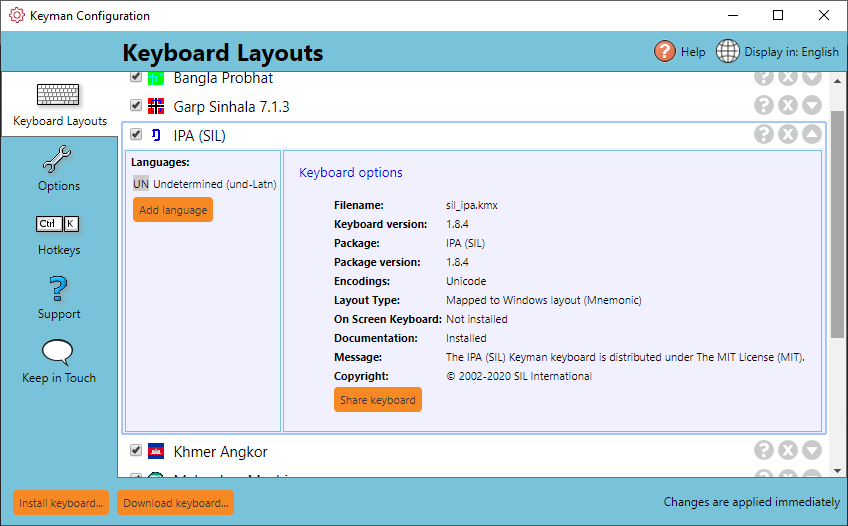 Keyman Configuration
Keyboard Layouts
Help
Display in: English
Keyboard Layouts
Options
Ctrl K
Hotkeys
Support
Keep in Touch
Bangla Probhat
Garp Sinhala 7.1.3
IPA (SIL)
Languages:
UN Undetermined (und-Latn)
Add language
Keyboard options
Filename: sil_ipa.kmx
Keyboard version: 1.8.4
Package: IPA (SIL)
Package version: 1.8.4
Encodings: Unicode
Layout Type: Mapped to Windows layout (Mnemonic)
On Screen Keyboard: Not installed
Documentation: Installed
Message: The IPA (SIL) Keyman keyboard is distributed under The MIT License (MIT).
Copyright: © 2002-2020 SIL International
Share keyboard
Khmer Angkor
Install keyboard...
Download keyboard...
Changes are applied immediately